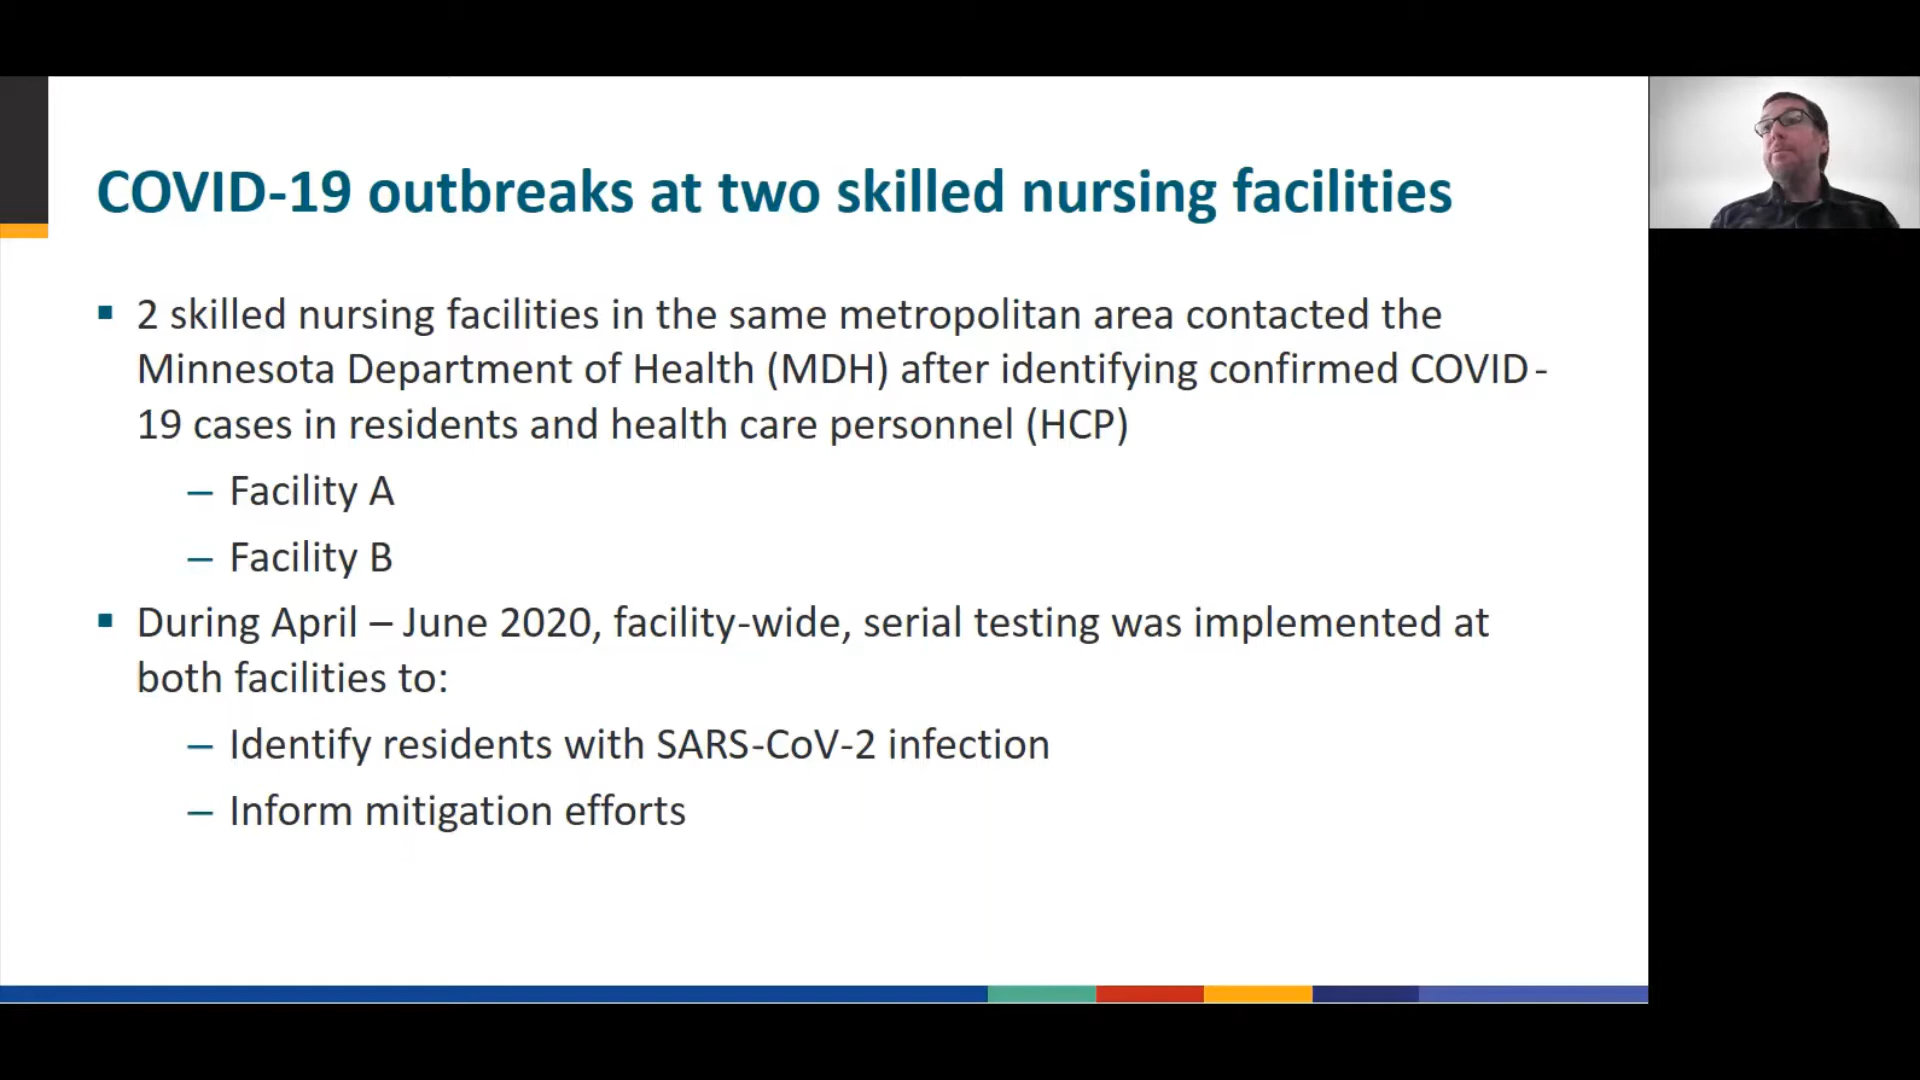 COVID-19 outbreaks at two skilled nursing facilities
▪ 2 skilled nursing facilities in the same metropolitan area contacted the
Minnesota Department of Health (MDH) after identifying confirmed COVID-
19 cases in residents and health care personnel (HCP)
– Facility A
– Facility B
▪ During April – June 2020, facility-wide, serial testing was implemented at
both facilities to:
– Identify residents with SARS-CoV-2 infection
– Inform mitigation efforts